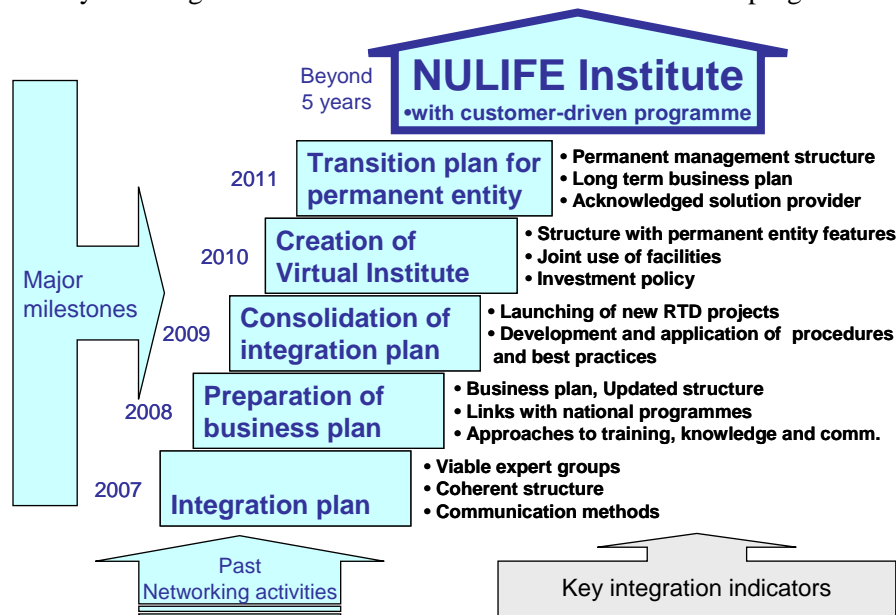 Beyond
5 years
NULIFE Institute
•with customer-driven programme
2011
Transition plan for
permanent entity
• Permanent management structure
• Long term business plan
• Acknowledged solution provider
2010
Creation of
Virtual Institute
• Structure with permanent entity features
• Joint use of facilities
• Investment policy
Major
milestones
2009
Consolidation of
integration plan
• Launching of new RTD projects
• Development and application of procedures
and best practices
2008
Preparation of
business plan
• Business plan, Updated structure
• Links with national programmes
• Approaches to training, knowledge and comm.
2007
Integration plan
• Viable expert groups
• Coherent structure
• Communication methods
Past
Networking activities
Key integration indicators